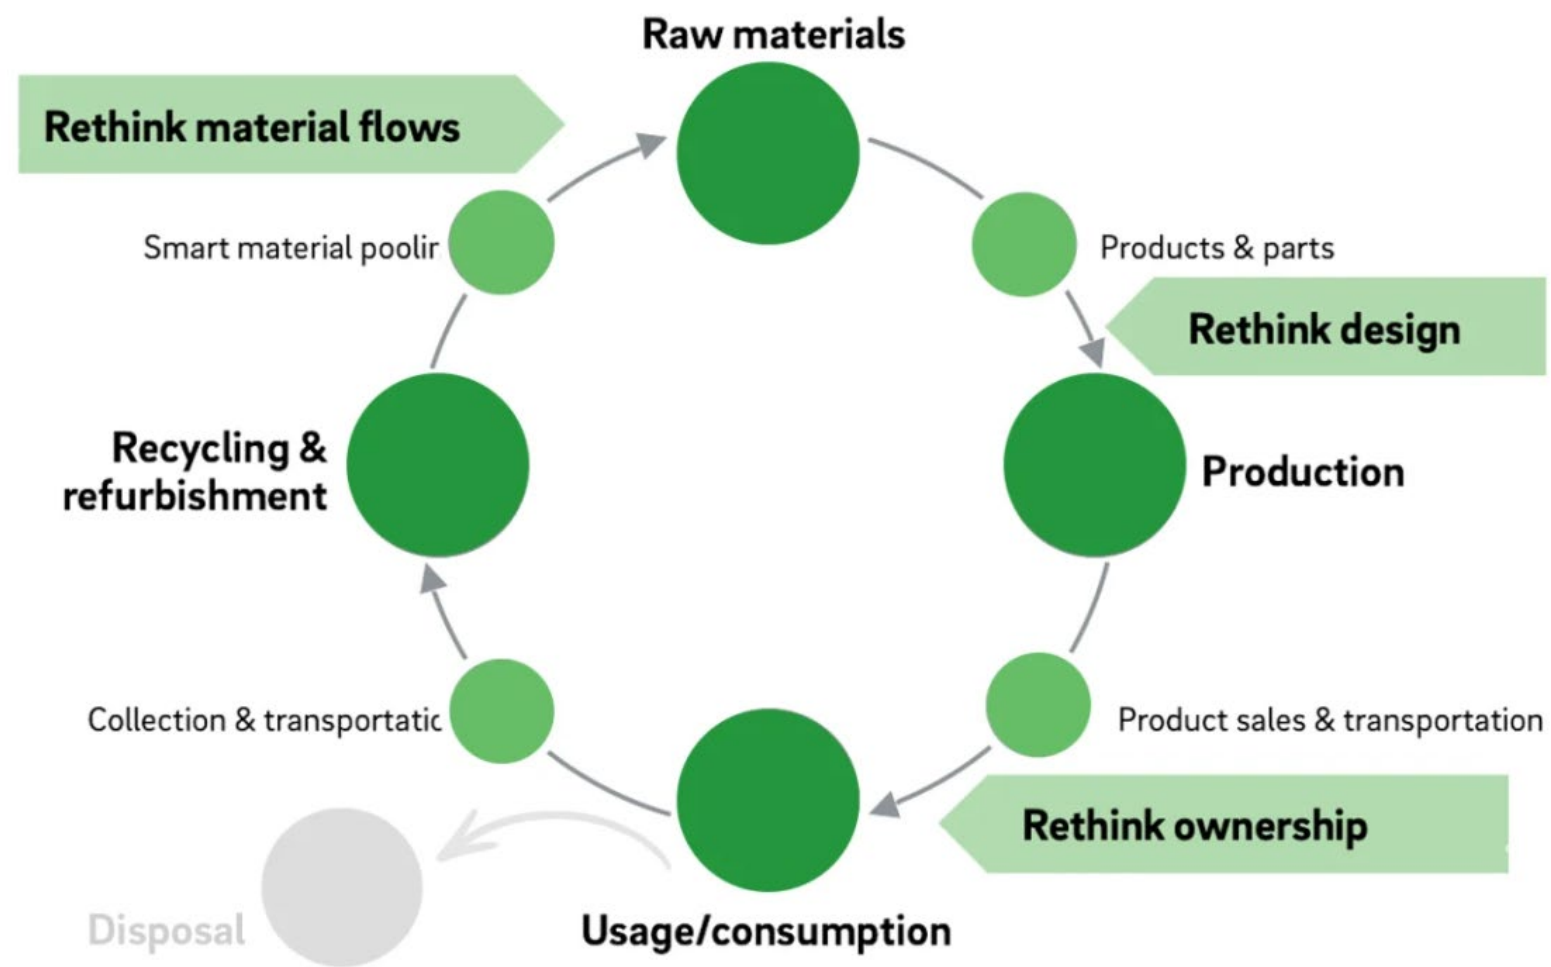 Raw materials
Rethink material flows
Smart material poolin
Products & parts
Rethink design
Recycling &
refurbishment
Production
Collection & transportatic
Product sales & transportation
Rethink ownership
Disposal
Usage/consumption